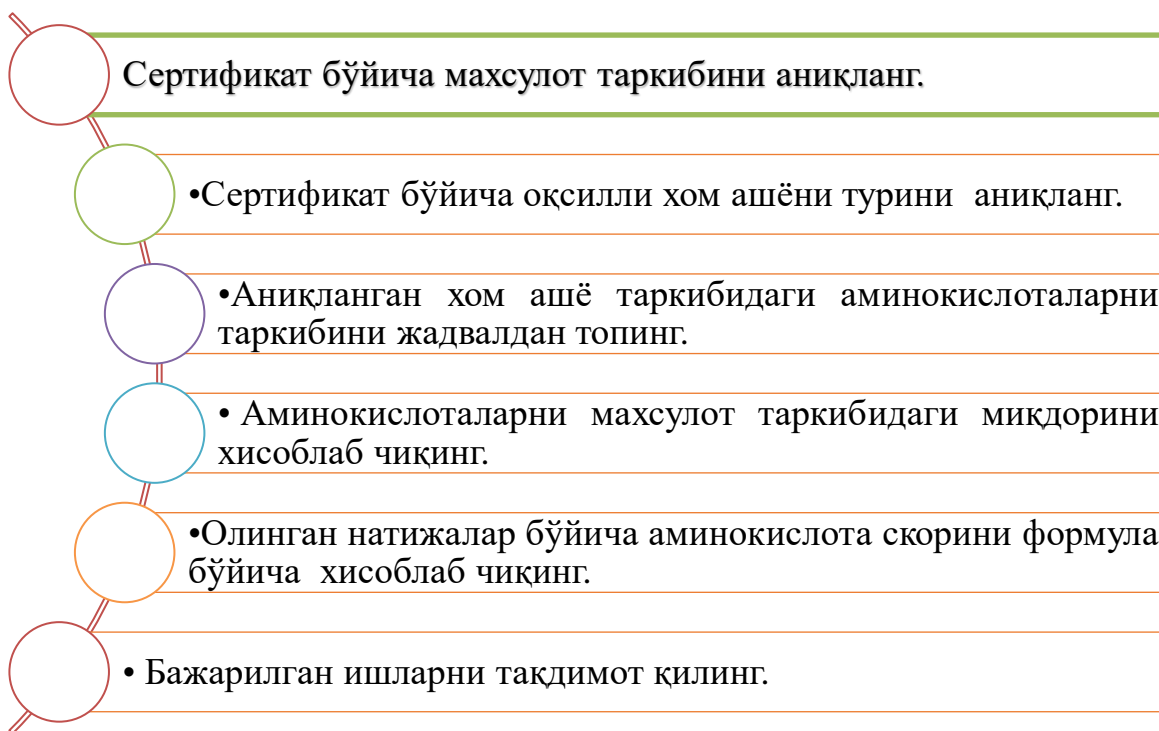 Сертификат бўйича махсулот таркибини аниқланг.
•Сертификат бўйича оқсилли хом ашёни турини аниқланг.
•Аниқланган хом ашё таркибидаги аминокислоталарни
таркибини жадвалдан топинг.
• Аминокислоталарни махсулот таркибидаги миқдорини
хисоблаб чиқинг.
•Олинган натижалар бўйича аминокислота скорини формула
бўйича хисоблаб чиқинг.
• Бажарилган ишларни тақдимот қилинг.